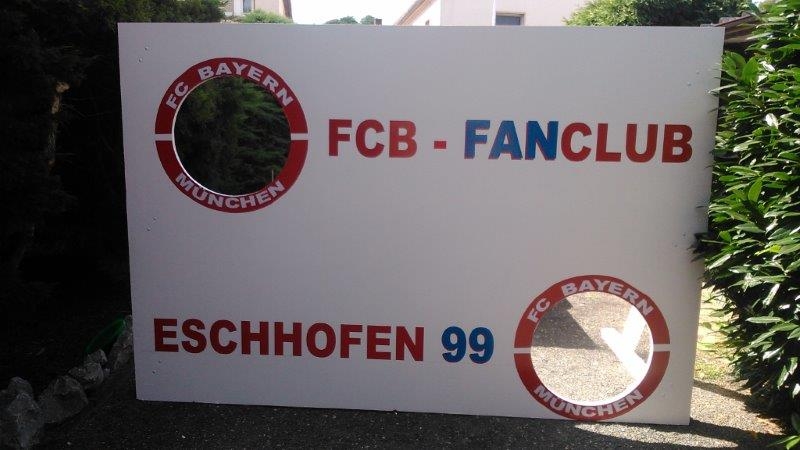 FC BAYERN
MÜNCHEN
FCB - FANCLUB
ESCHHOFEN 99
FC BAYERN
MÜNCHEN